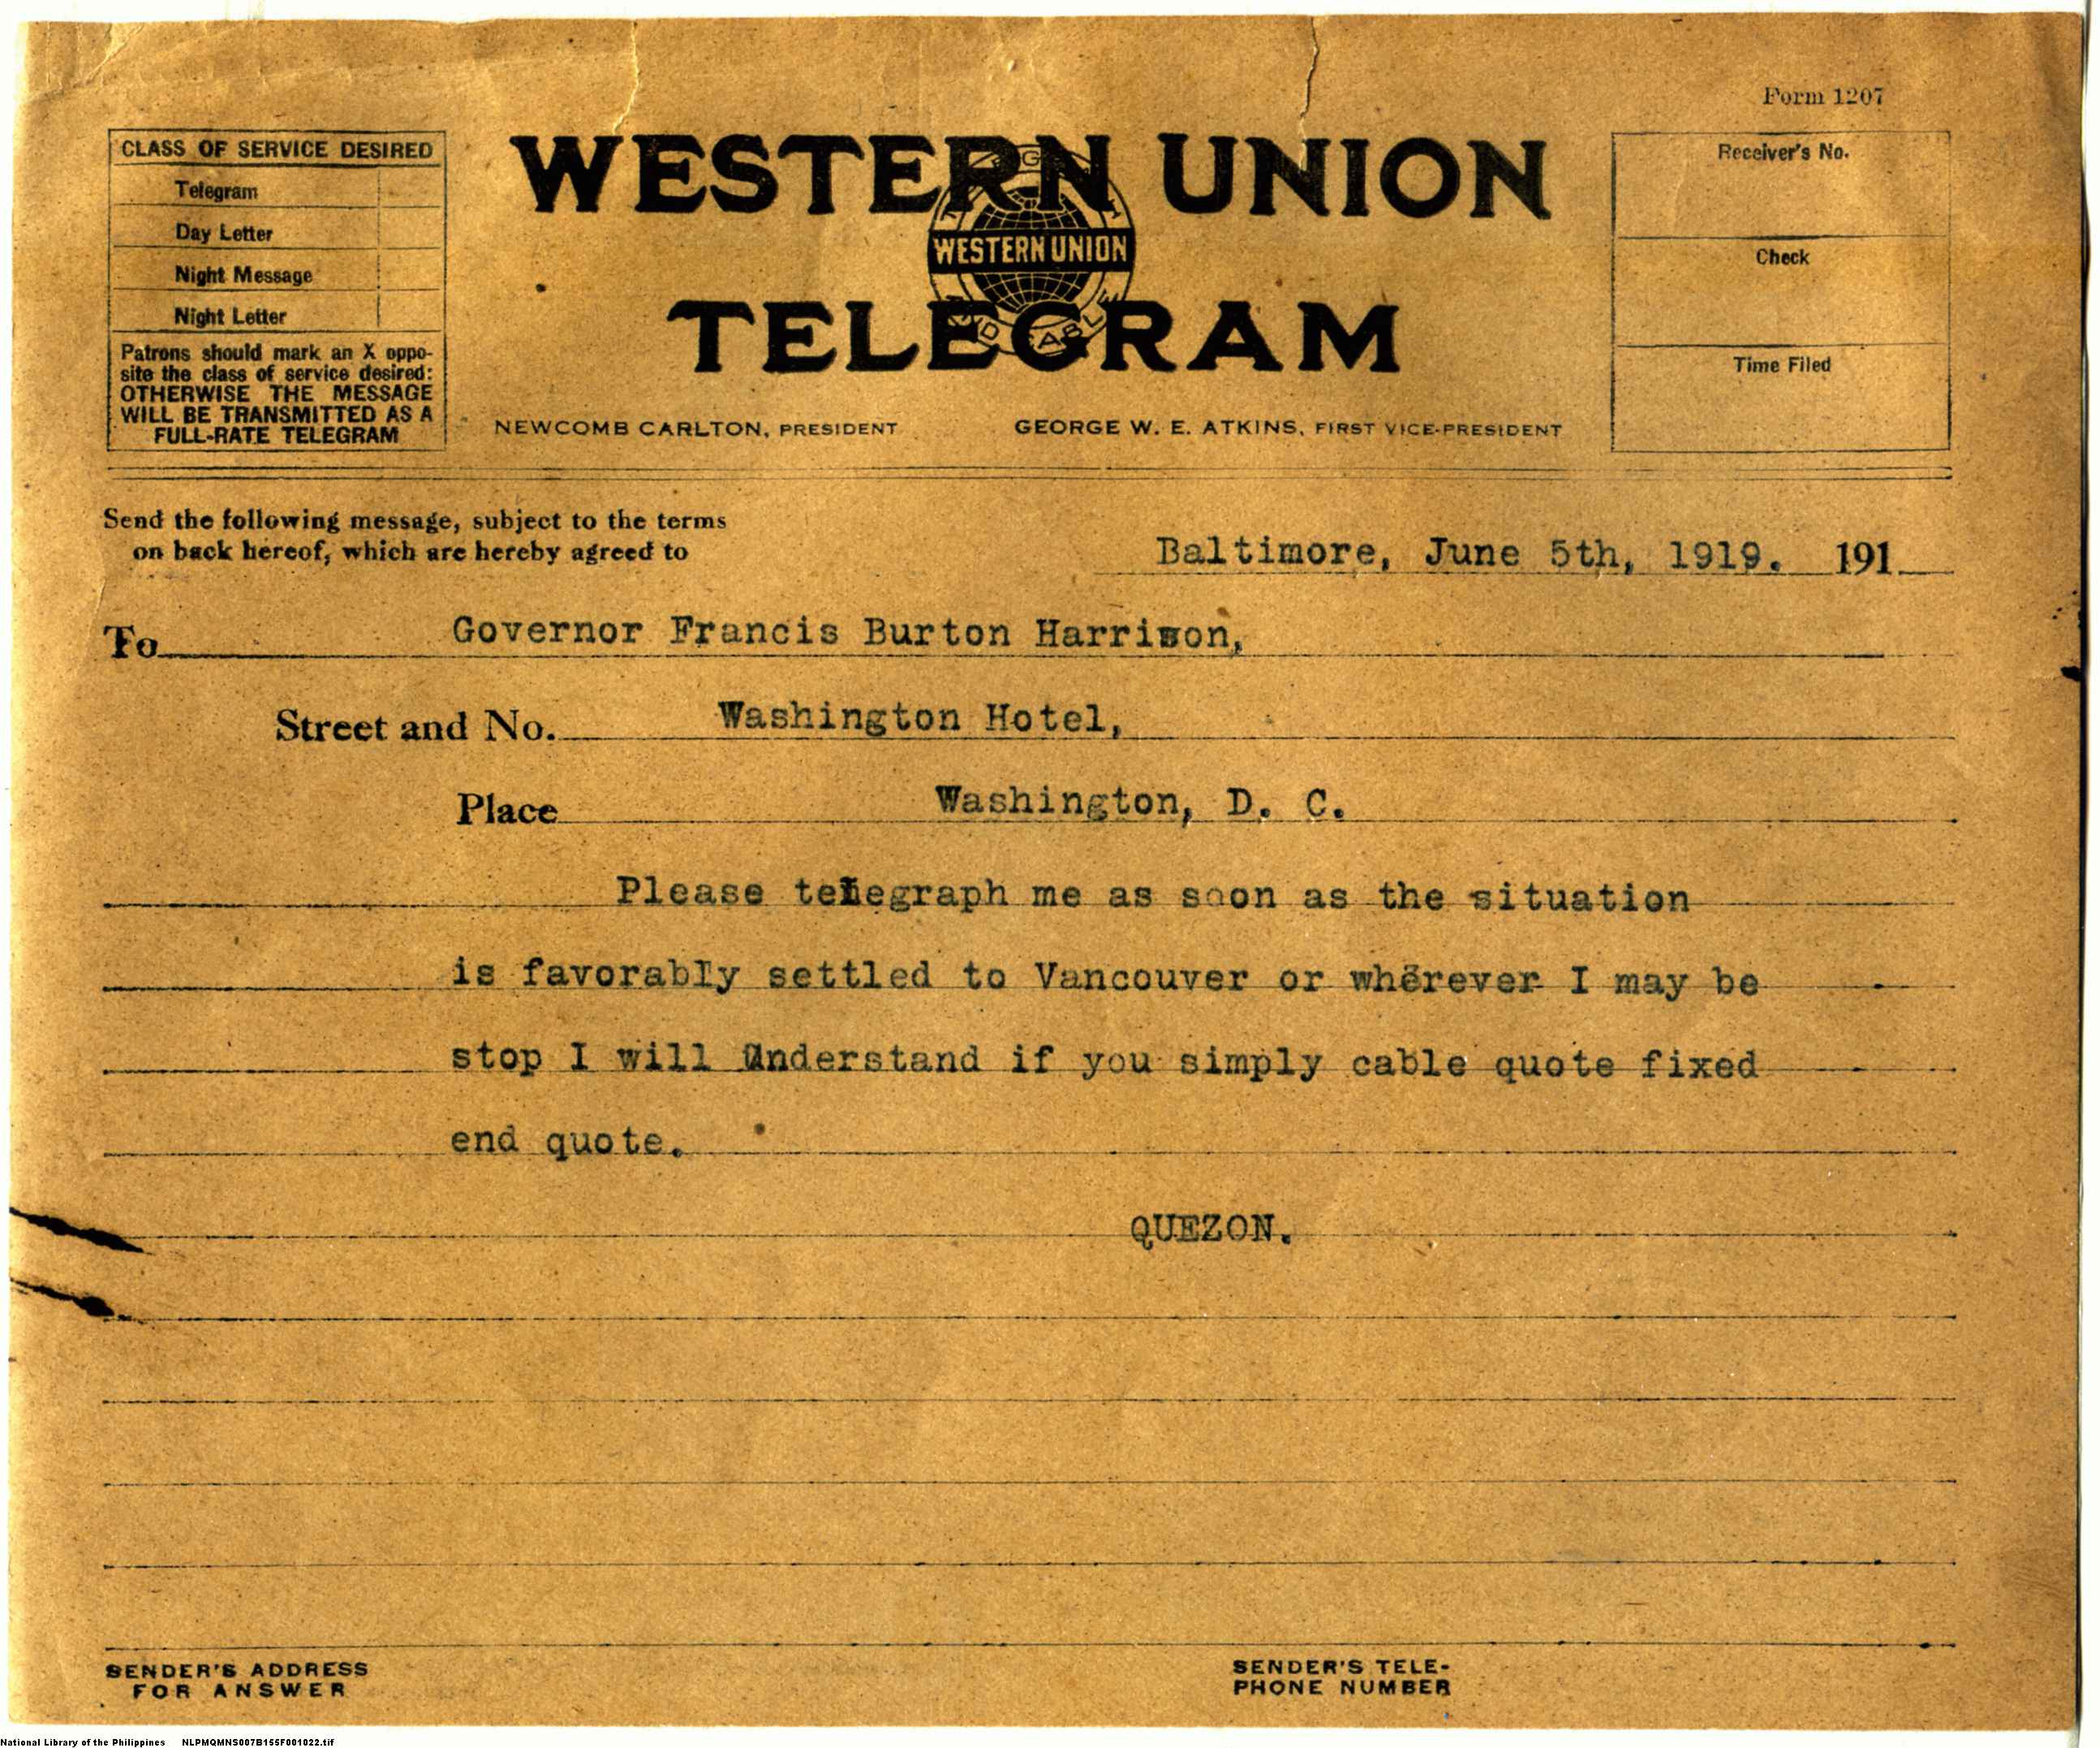 Form 1207
CLASS OF SERVICE DESIRED
Telegram
Day Letter
Night Message
Night Letter
Patrons should mark an X oppo-
site the class of service desired:
OTHERWISE THE MESSAGE
WILL BE TRANSMITTED AS A
FULL-RATE TELEGRAM
WESTERN UNION
WESTERN UNION
TELEGRAM
NEWCOMB CARLTON, PRESIDENT
GEORGE W. E. ATKINS, FIRST VICE-PRESIDENT
Receiver's No.
Check
Time Filed
Send the following message, subject to the terms
on back hereof, which are hereby agreed to
Baltimore, June 5th, 1919. 191
To Governor Francis Burton Harrison,
Street and No. Washington Hotel,
Place Washington, D. C.
Please telegraph me as soon as the situation
is favorably settled to Vancouver or wherever I may be
stop I will understand if you simply cable quote fixed
end quote.
QUEZON.
SENDER'S ADDRESS
FOR ANSWER
SENDER'S TELE-
PHONE NUMBER
National Library of the Philippines NLPMQMNS007B155F001022.tif